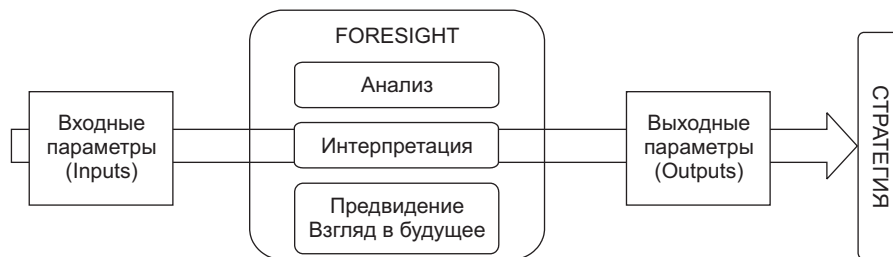 FORESIGHT
Анализ
Входные
параметры
(Inputs)
Интерпретация
Выходные
параметры
(Outputs)
Предвидение
Взгляд в будущее
СТРАТЕГИЯ